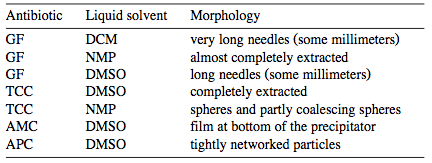 Antibiotic Liquid solvent Morphology
GF DCM very long needles (some millimeters)
GF NMP almost completely extracted
GF DMSO long needles (some millimeters)
TCC DMSO completely extracted
TCC NMP spheres and partly coalescing spheres
AMC DMSO film at bottom of the precipitator
APC DMSO tightly networked particles